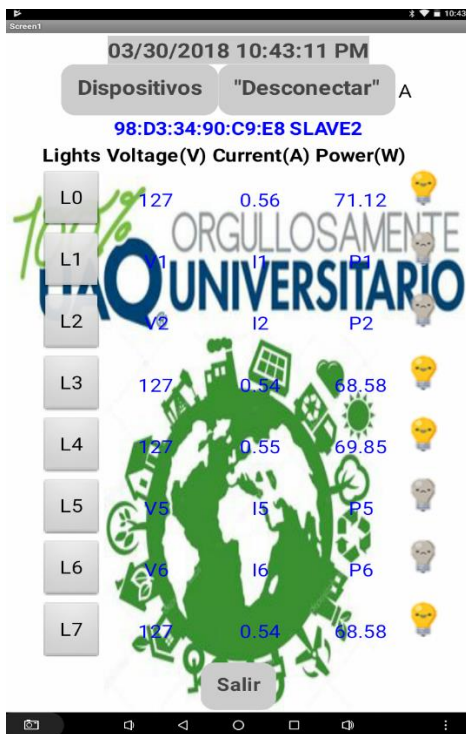 10:43
Screen1
03/30/2018 10:43:11 PM
Dispositivos "Desconectar" A
98:D3:34:90:C9:E8 SLAVE2
Lights Voltage(V) Current(A) Power(W)
L0 127 0.56 71.12
100% ORGULLOSAMENTE
L1 V1 I1 P1
UAQ UNIVERSITARIO
L2 V2 I2 P2
L3 127 0.54 68.58
L4 127 0.55 69.85
L5 V5 I5 P5
L6 V6 I6 P6
L7 127 0.54 68.58
Salir